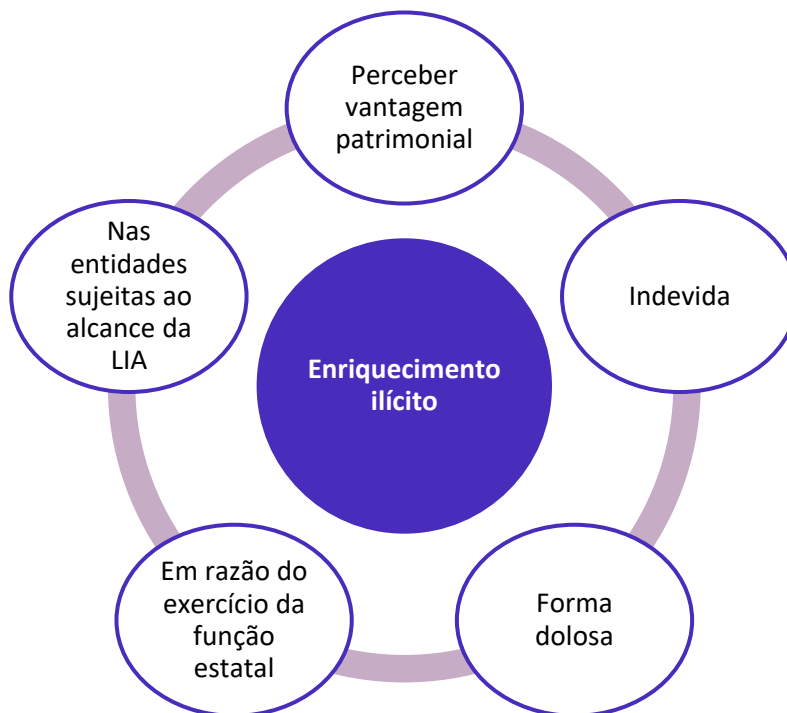 Perceber
vantagem
patrimonial
Indevida
Forma
dolosa
Em razão do
exercício da
função
estatal
Nas
entidades
sujeitas ao
alcance da
LIA
Enriquecimento
ilícito